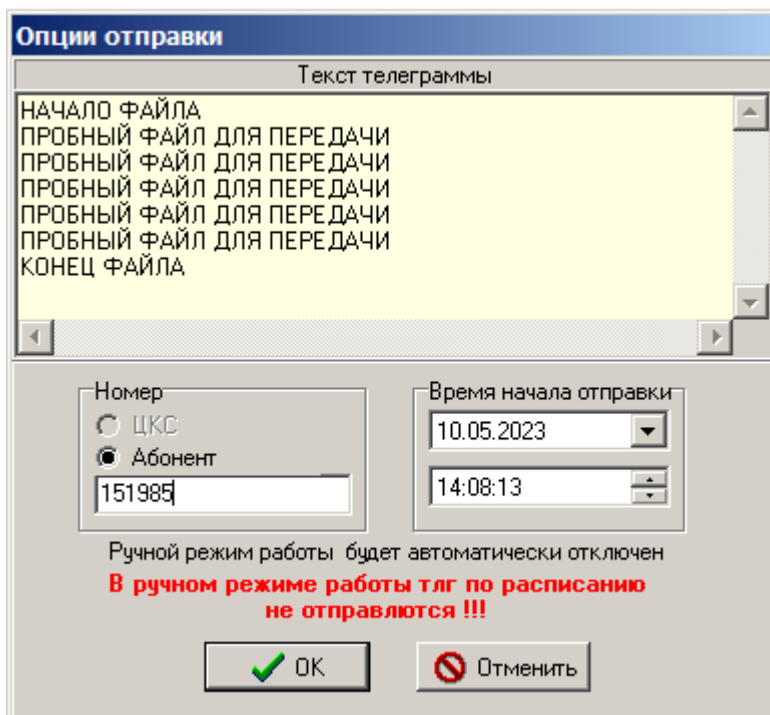 Опции отправки
Текст телеграммы
НАЧАЛО ФАЙЛА
ПРОБНЫЙ ФАЙЛ ДЛЯ ПЕРЕДАЧИ
ПРОБНЫЙ ФАЙЛ ДЛЯ ПЕРЕДАЧИ
ПРОБНЫЙ ФАЙЛ ДЛЯ ПЕРЕДАЧИ
ПРОБНЫЙ ФАЙЛ ДЛЯ ПЕРЕДАЧИ
ПРОБНЫЙ ФАЙЛ ДЛЯ ПЕРЕДАЧИ
КОНЕЦ ФАЙЛА
Номер
ЦКС
Абонент
151985
Время начала отправки
10.05.2023
14:08:13
Ручной режим работы будет автоматически отключен
В ручном режиме работы тлг по расписанию
не отправлются !!!
OK
Отменить